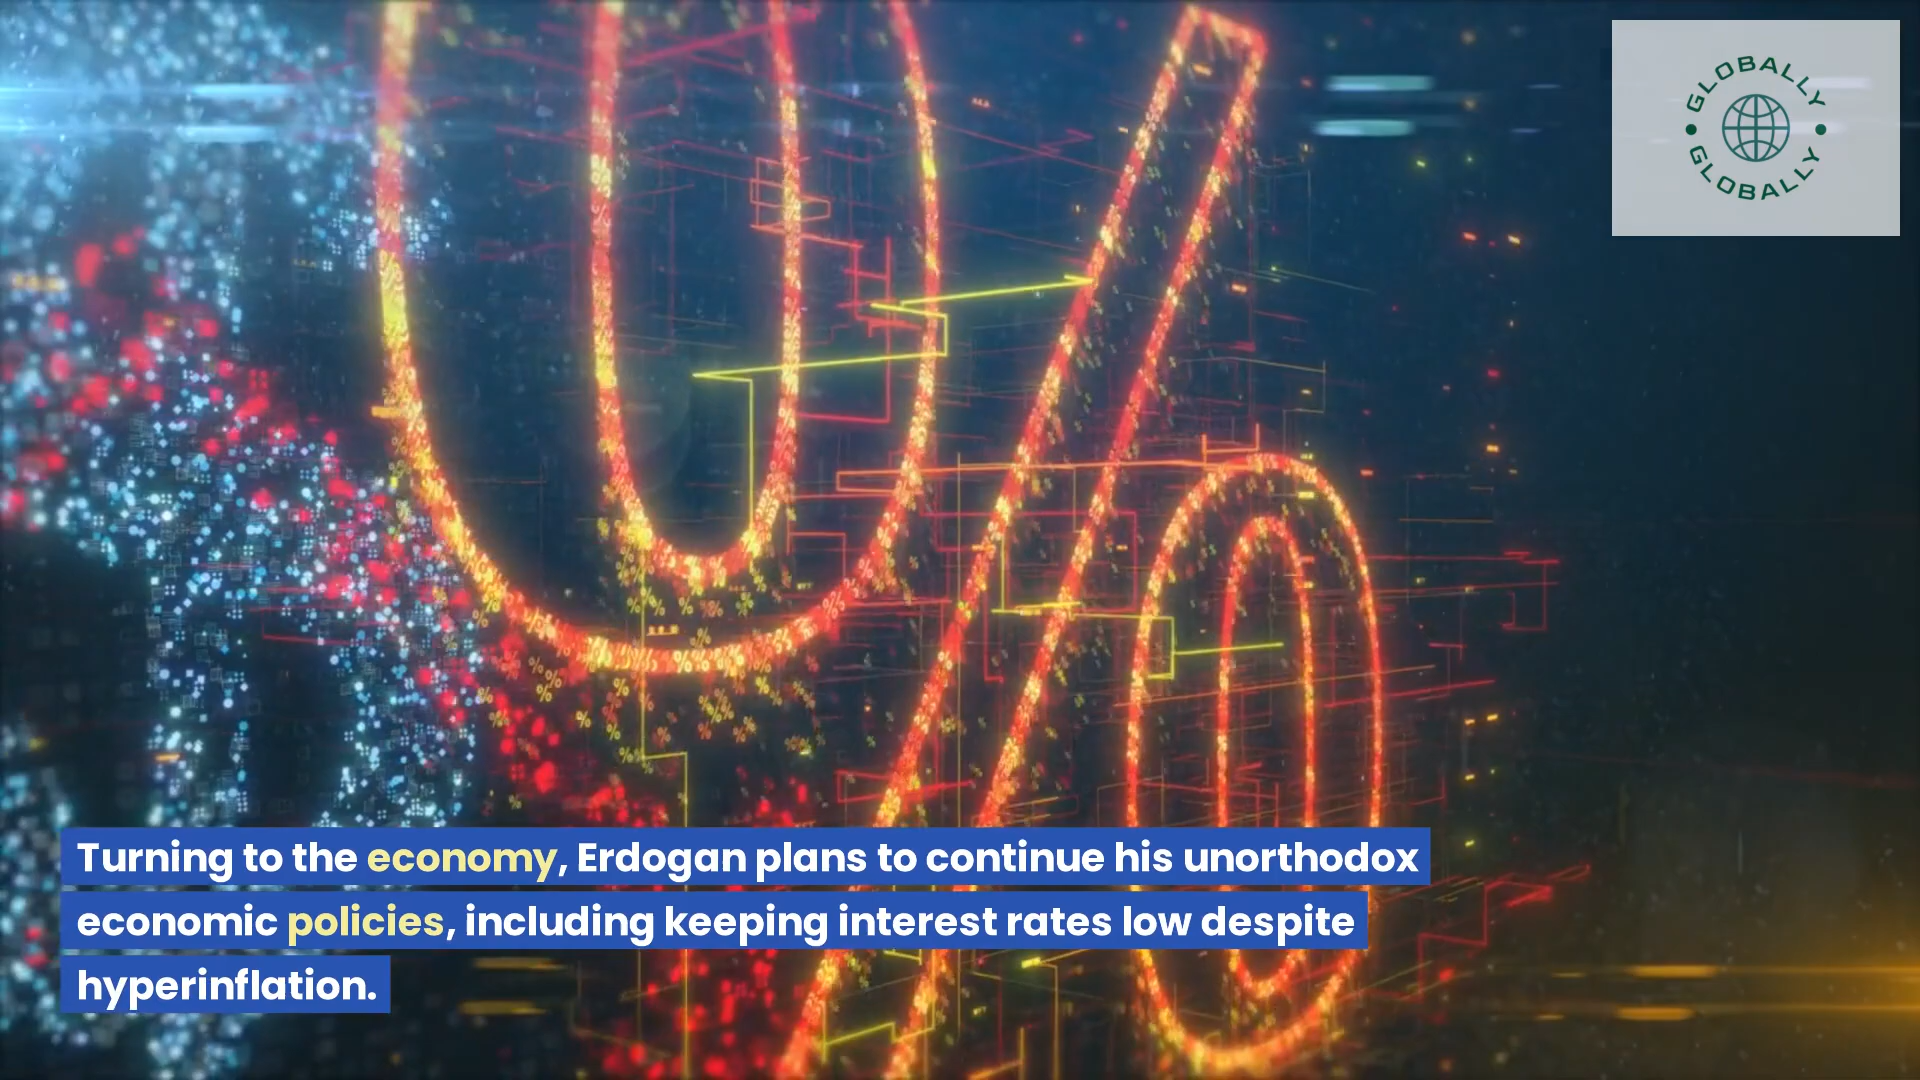 GLOBALLY
GLOBALLY
%
Turning to the economy, Erdogan plans to continue his unorthodox
economic policies, including keeping interest rates low despite
hyperinflation.